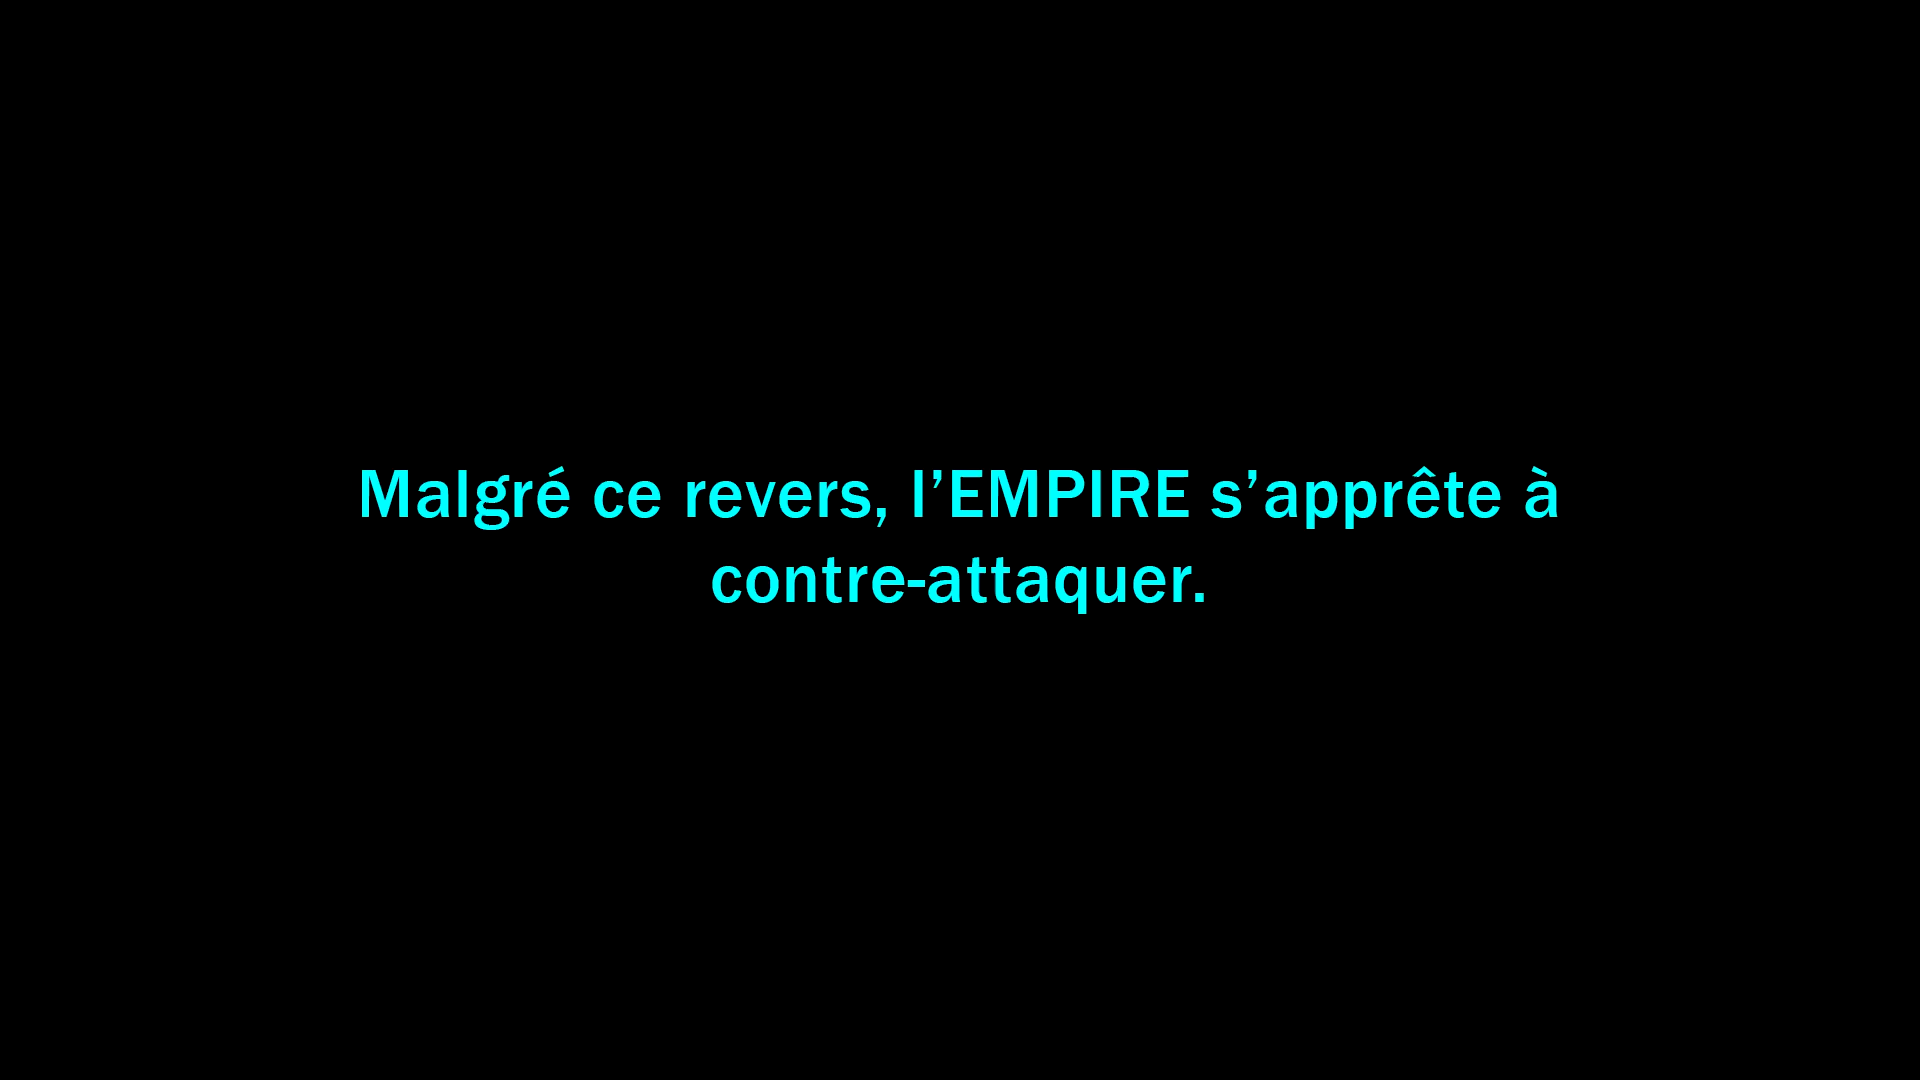 Malgré ce revers, l’EMPIRE s’apprête à
contre-attaquer.